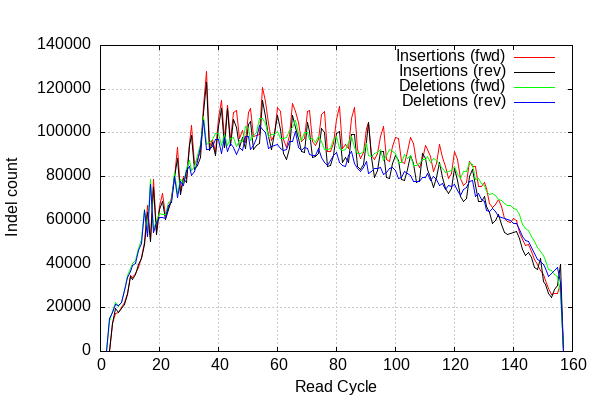 140000
120000
100000
80000
60000
40000
20000
0
Indel count
Insertions (fwd)
Insertions (rev)
Deletions (fwd)
Deletions (rev)
0 20 40 60 80 100 120 140 160
Read Cycle